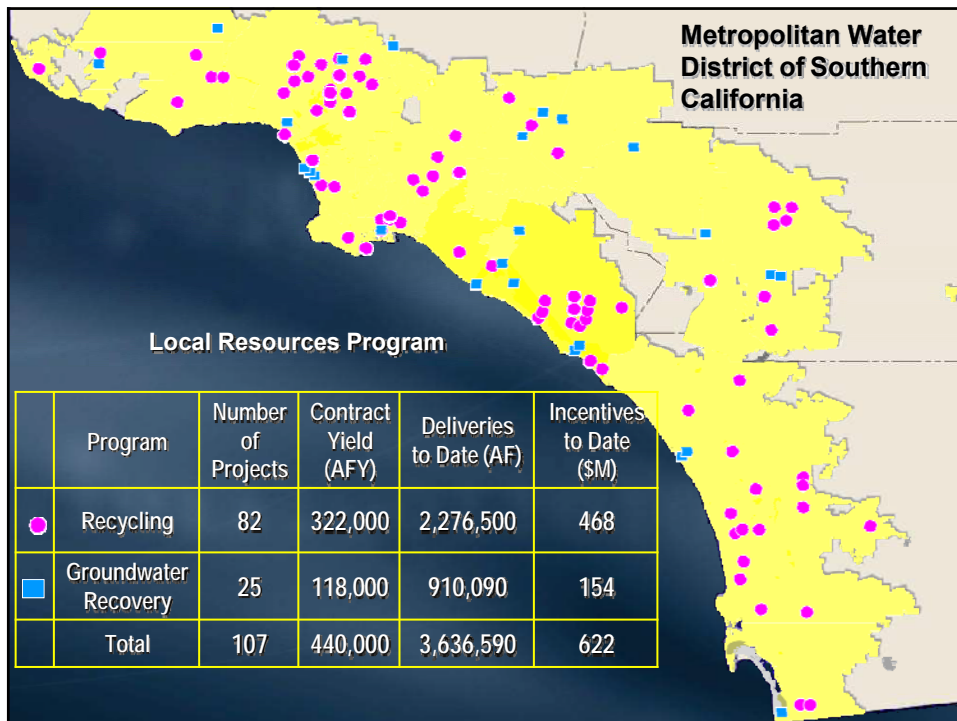 Metropolitan Water
District of Southern
California
Local Resources Program
Program
Number
of
Projects
Contract
Yield
(AFY)
Deliveries
to Date (AF)
Incentives
to Date
($M)
Recycling 82 322,000 2,276,500 468
Groundwater
Recovery
25 118,000 910,090 154
Total 107 440,000 3,636,590 622